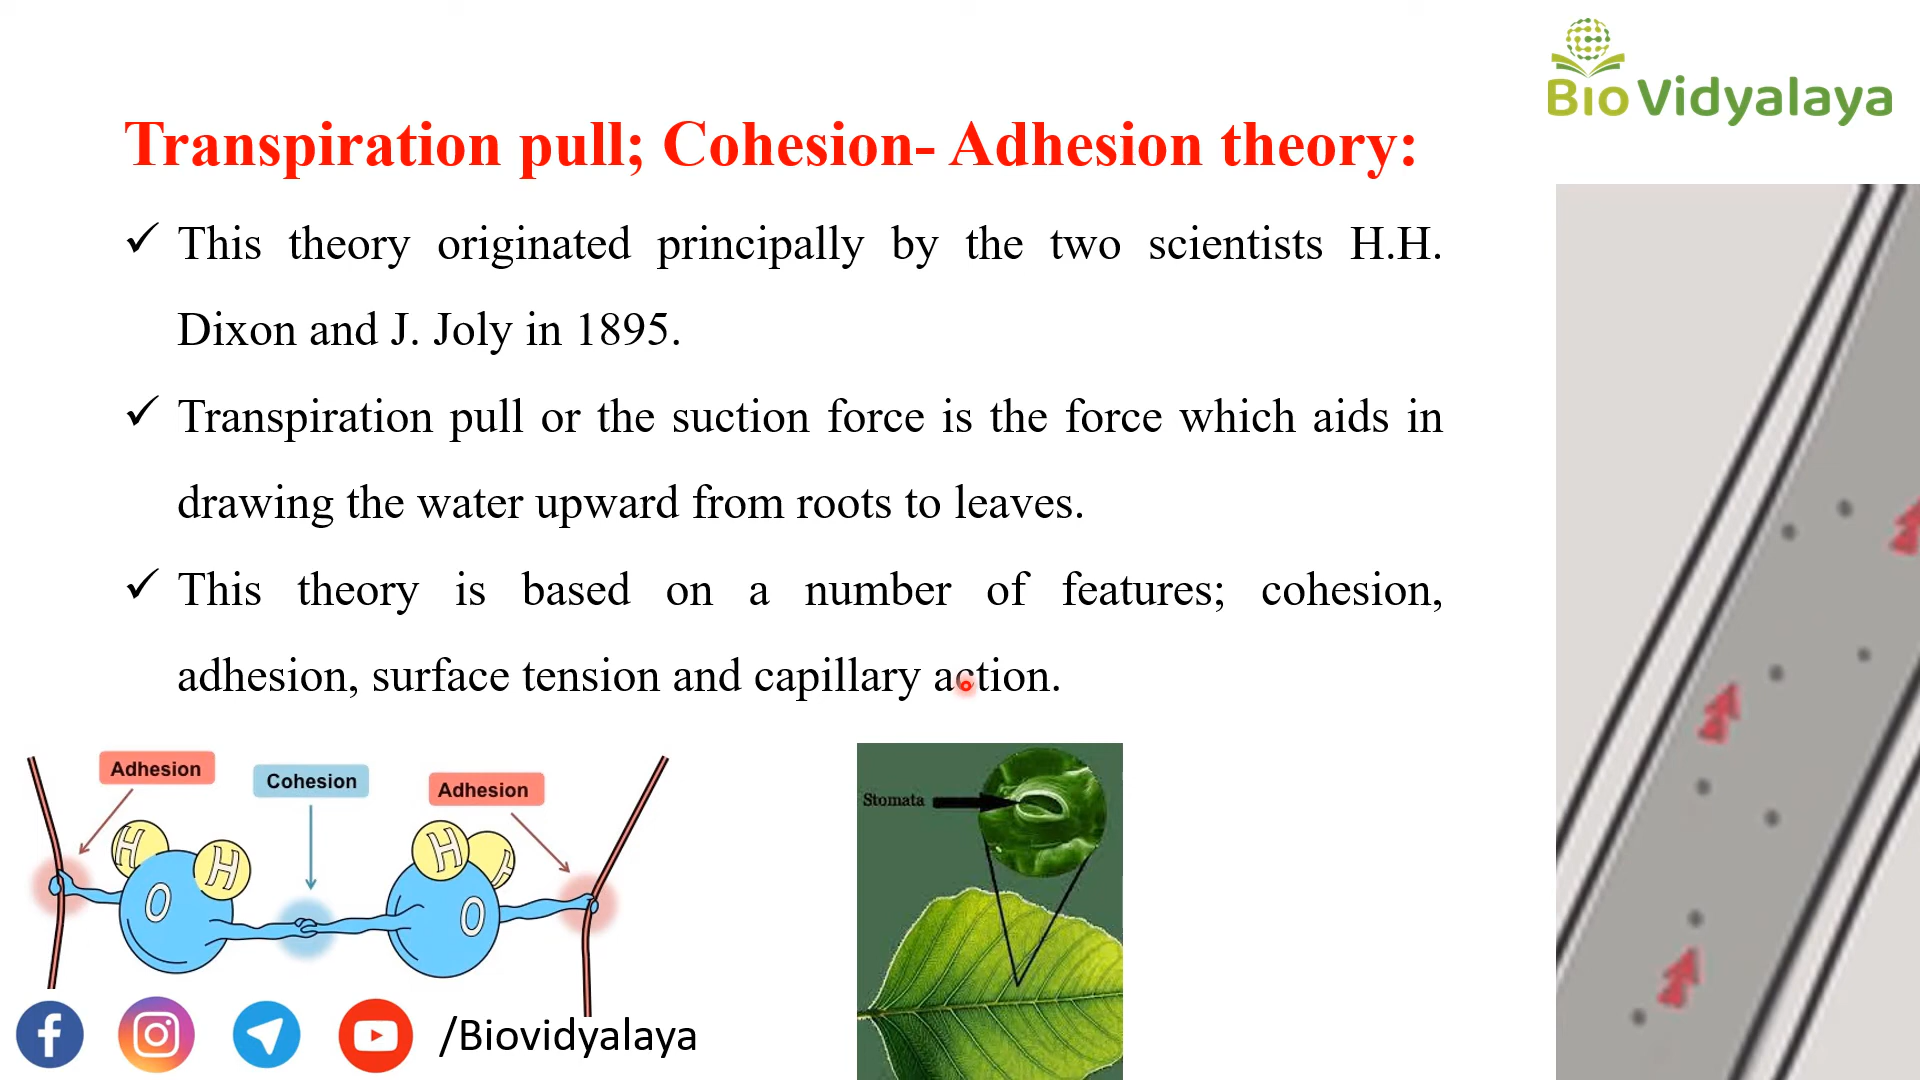 Bio Vidyalaya
Transpiration pull; Cohesion- Adhesion theory:
This theory originated principally by the two scientists H.H.
Dixon and J. Joly in 1895.
Transpiration pull or the suction force is the force which aids in
drawing the water upward from roots to leaves.
This theory is based on a number of features; cohesion,
adhesion, surface tension and capillary action.
Adhesion
Cohesion
Adhesion
H
H
O
H
H
O
Stomata
/Biovidyalaya